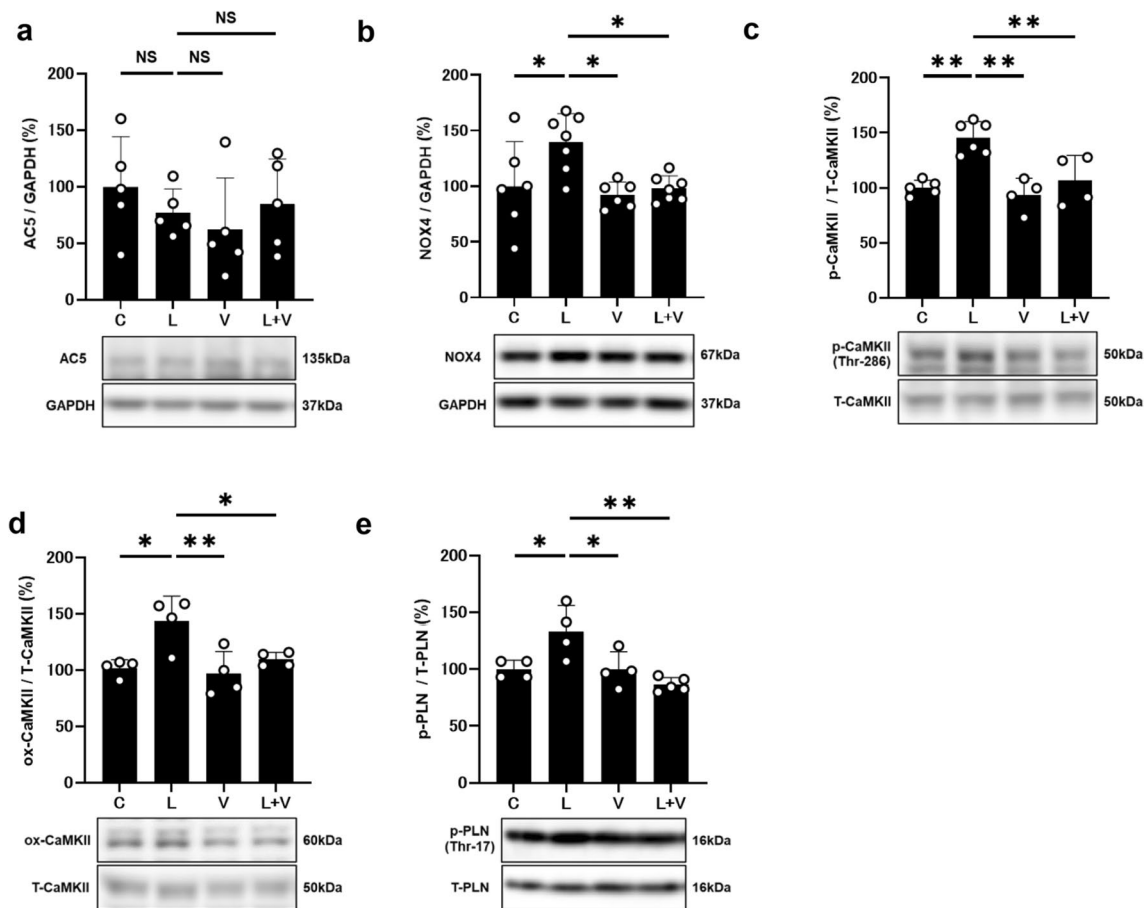 a
NS
NS
NS
AC5 / GAPDH (%)
200
150
100
50
0
C L V L+V
AC5 135kDa
GAPDH 37kDa
b
*
* *
NOX4 / GAPDH (%)
200
150
100
50
0
C L V L+V
NOX4 67kDa
GAPDH 37kDa
c
**
** **
p-CaMKII / T-CaMKII (%)
200
150
100
50
0
C L V L+V
p-CaMKII
(Thr-286)
50kDa
T-CaMKII 50kDa
d
*
* **
ox-CaMKII / T-CaMKII (%)
200
150
100
50
0
C L V L+V
ox-CaMKII 60kDa
T-CaMKII 50kDa
e
**
* *
p-PLN / T-PLN (%)
200
150
100
50
0
C L V L+V
p-PLN
(Thr-17)
16kDa
T-PLN 16kDa